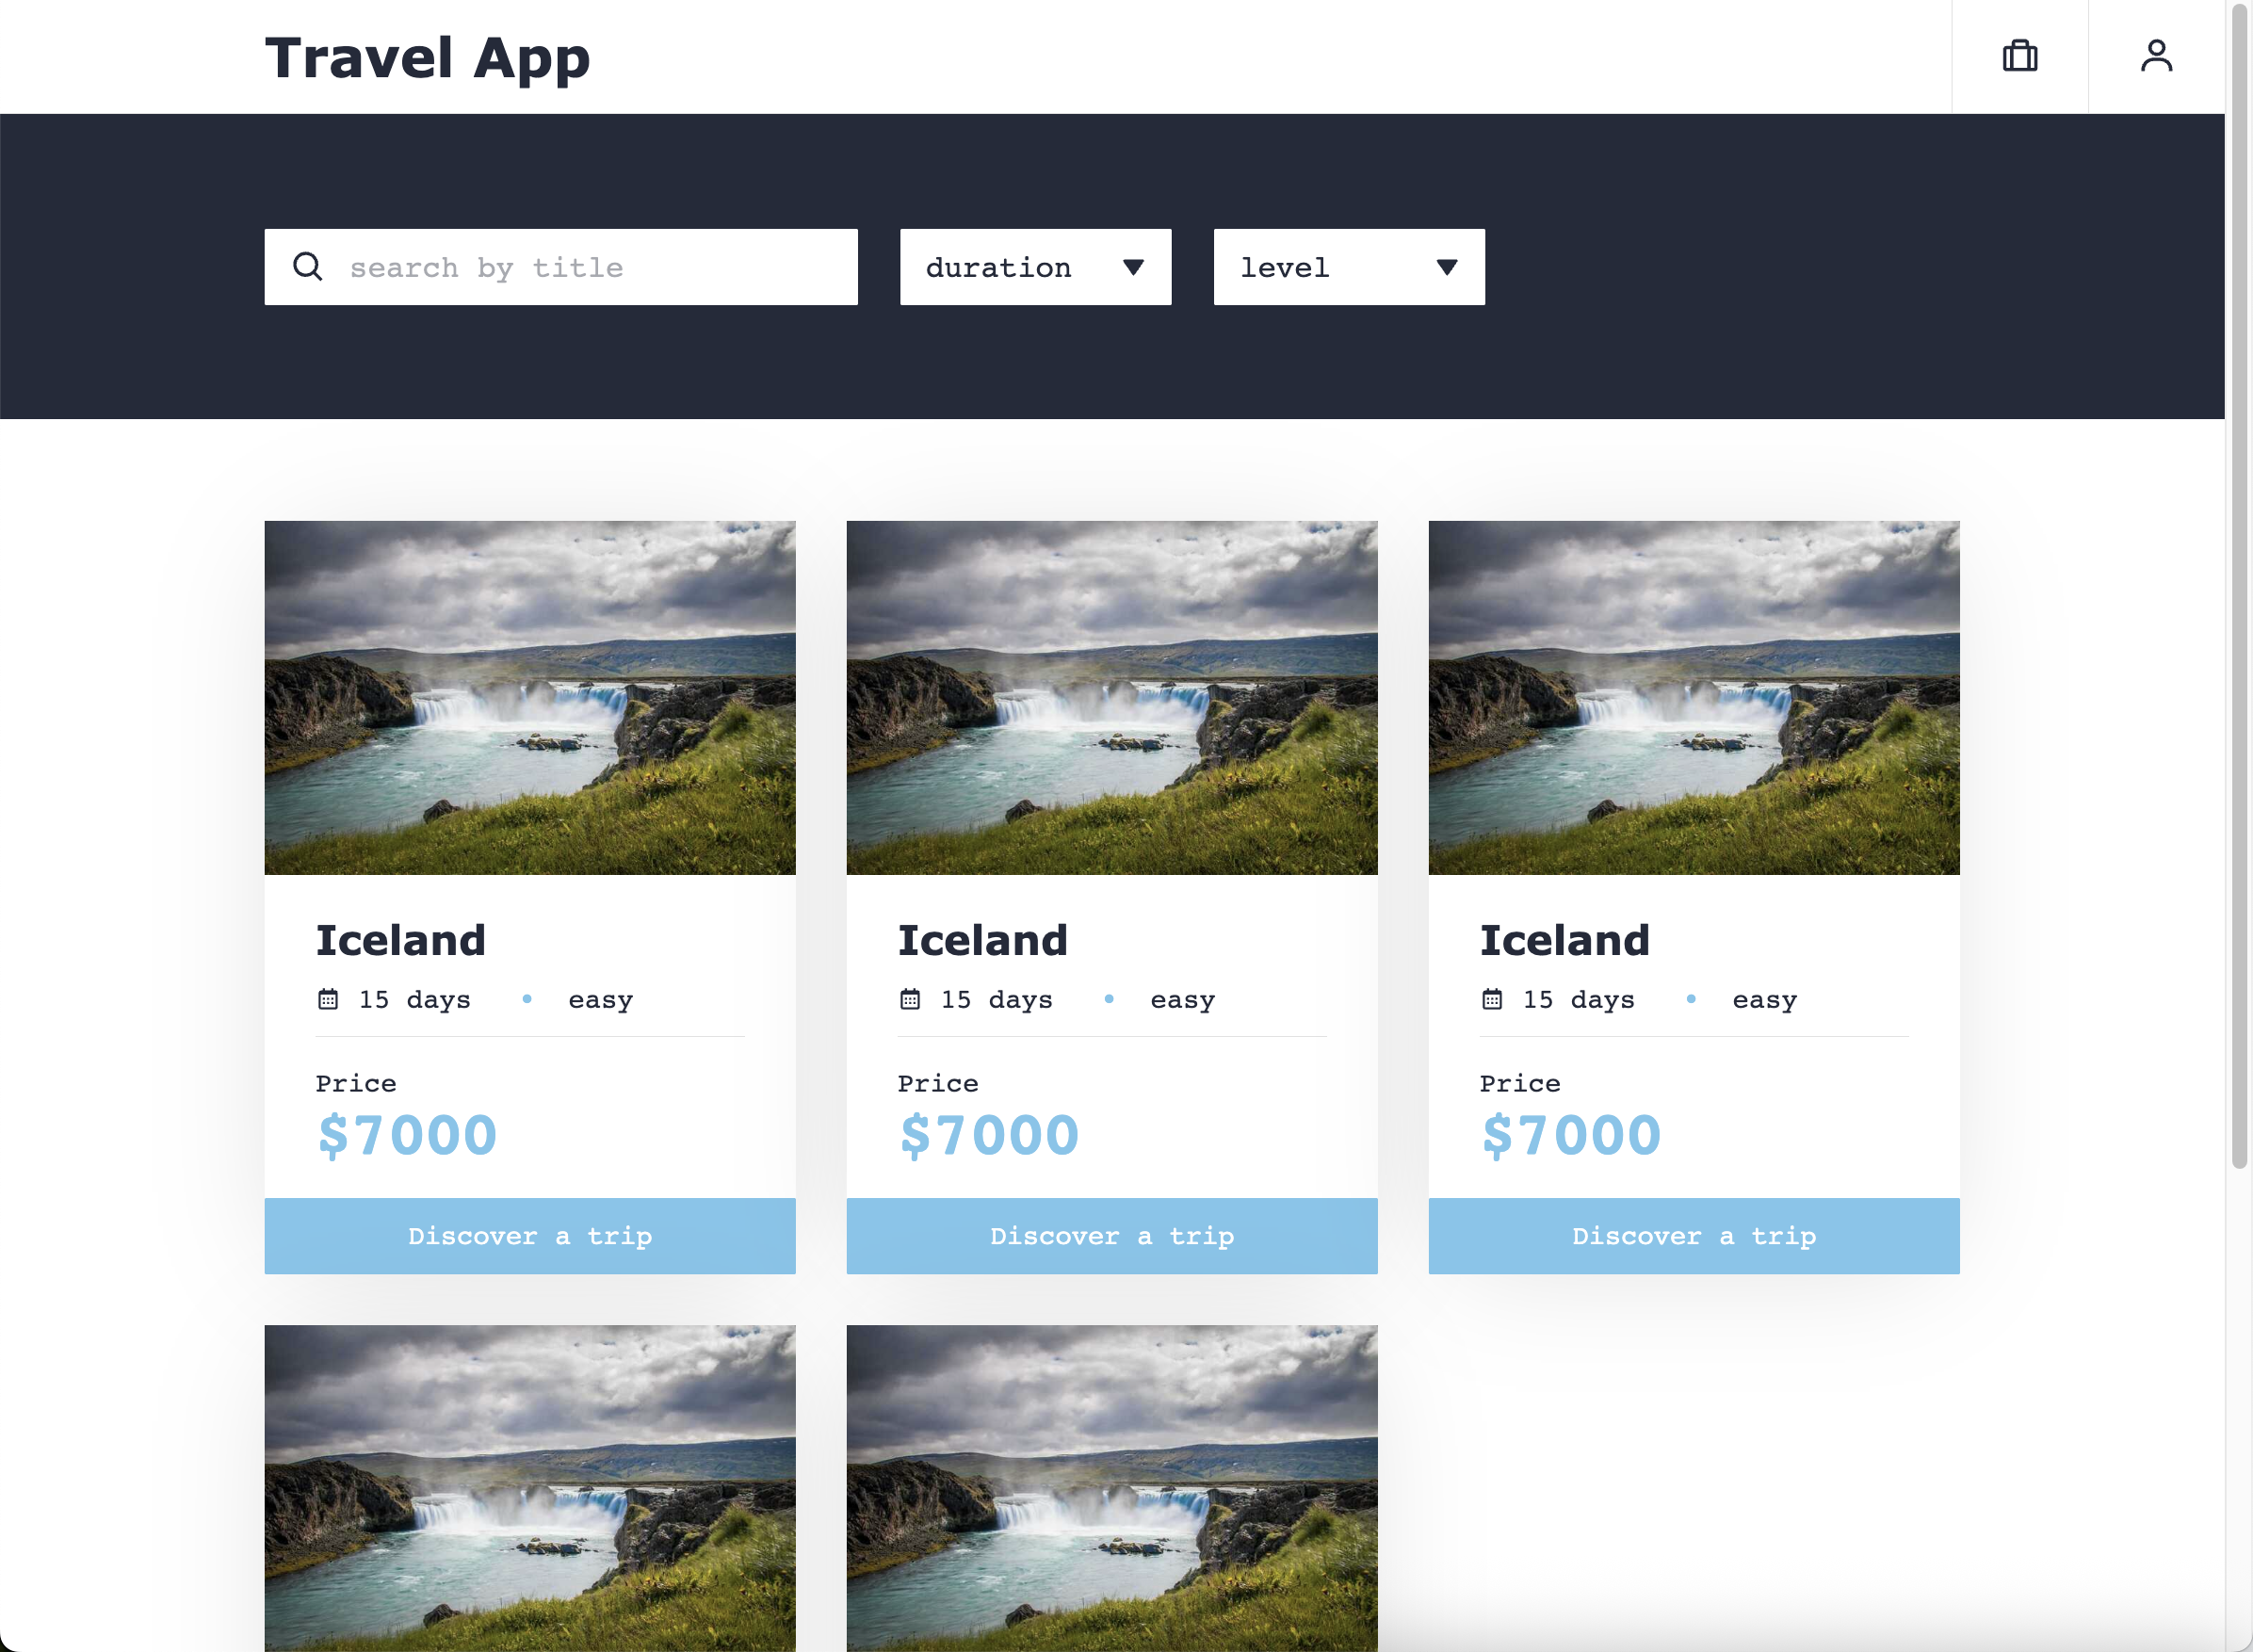 Travel App
search by title
duration
level
Iceland
15 days • easy
Price
$7000
Discover a trip
Iceland
15 days • easy
Price
$7000
Discover a trip
Iceland
15 days • easy
Price
$7000
Discover a trip